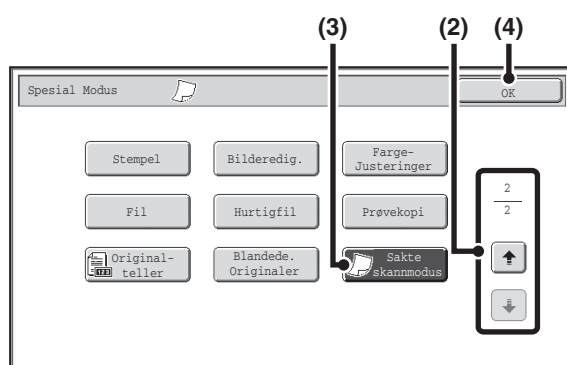 (3) (2) (4)
Spesial Modus
OK
Stempel
Bilderedig.
Farge-
Justeringer
Fil
Hurtigfil
Prøvekopi
2
2
Original-
teller
123
Blandede.
Originaler
Sakte
skannmodus